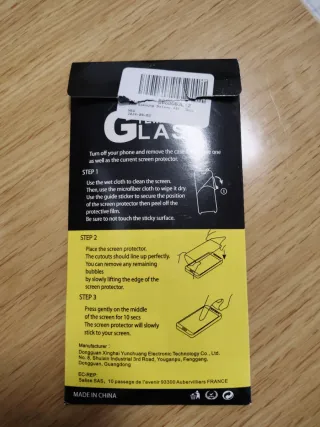 GLASS
Turn off your phone and remove the case one
as well as the current screen protector.
STEP 1
Use the wet cloth to clean the screen.
Then, use the microfiber cloth to wipe it dry.
Use the guide sticker to secure the position
of the screen protector then peel off the
protective film.
Be sure not to touch the sticky surface.
STEP 2
Place the screen protector,
The cutouts should line up perfectly.
You can remove any remaining
bubbles
by slowly lifting the edge of the
screen protector.
STEP 3
Press gently on the middle
of the screen for 10 secs
The screen protector will slowly
stick to your screen.
Manufacturer :
Dongguan Xinghai Yunchuang Electronic Technology Co., Ltd.
No. 8, Shuixin Industrial 3rd Road, Youganpu, Fenggang,
Dongguan, Guangdong
EC-REP:
SAS, 10 passage de l'avenir 93300 Aubervilliers FRANCE
MADE IN CHINA